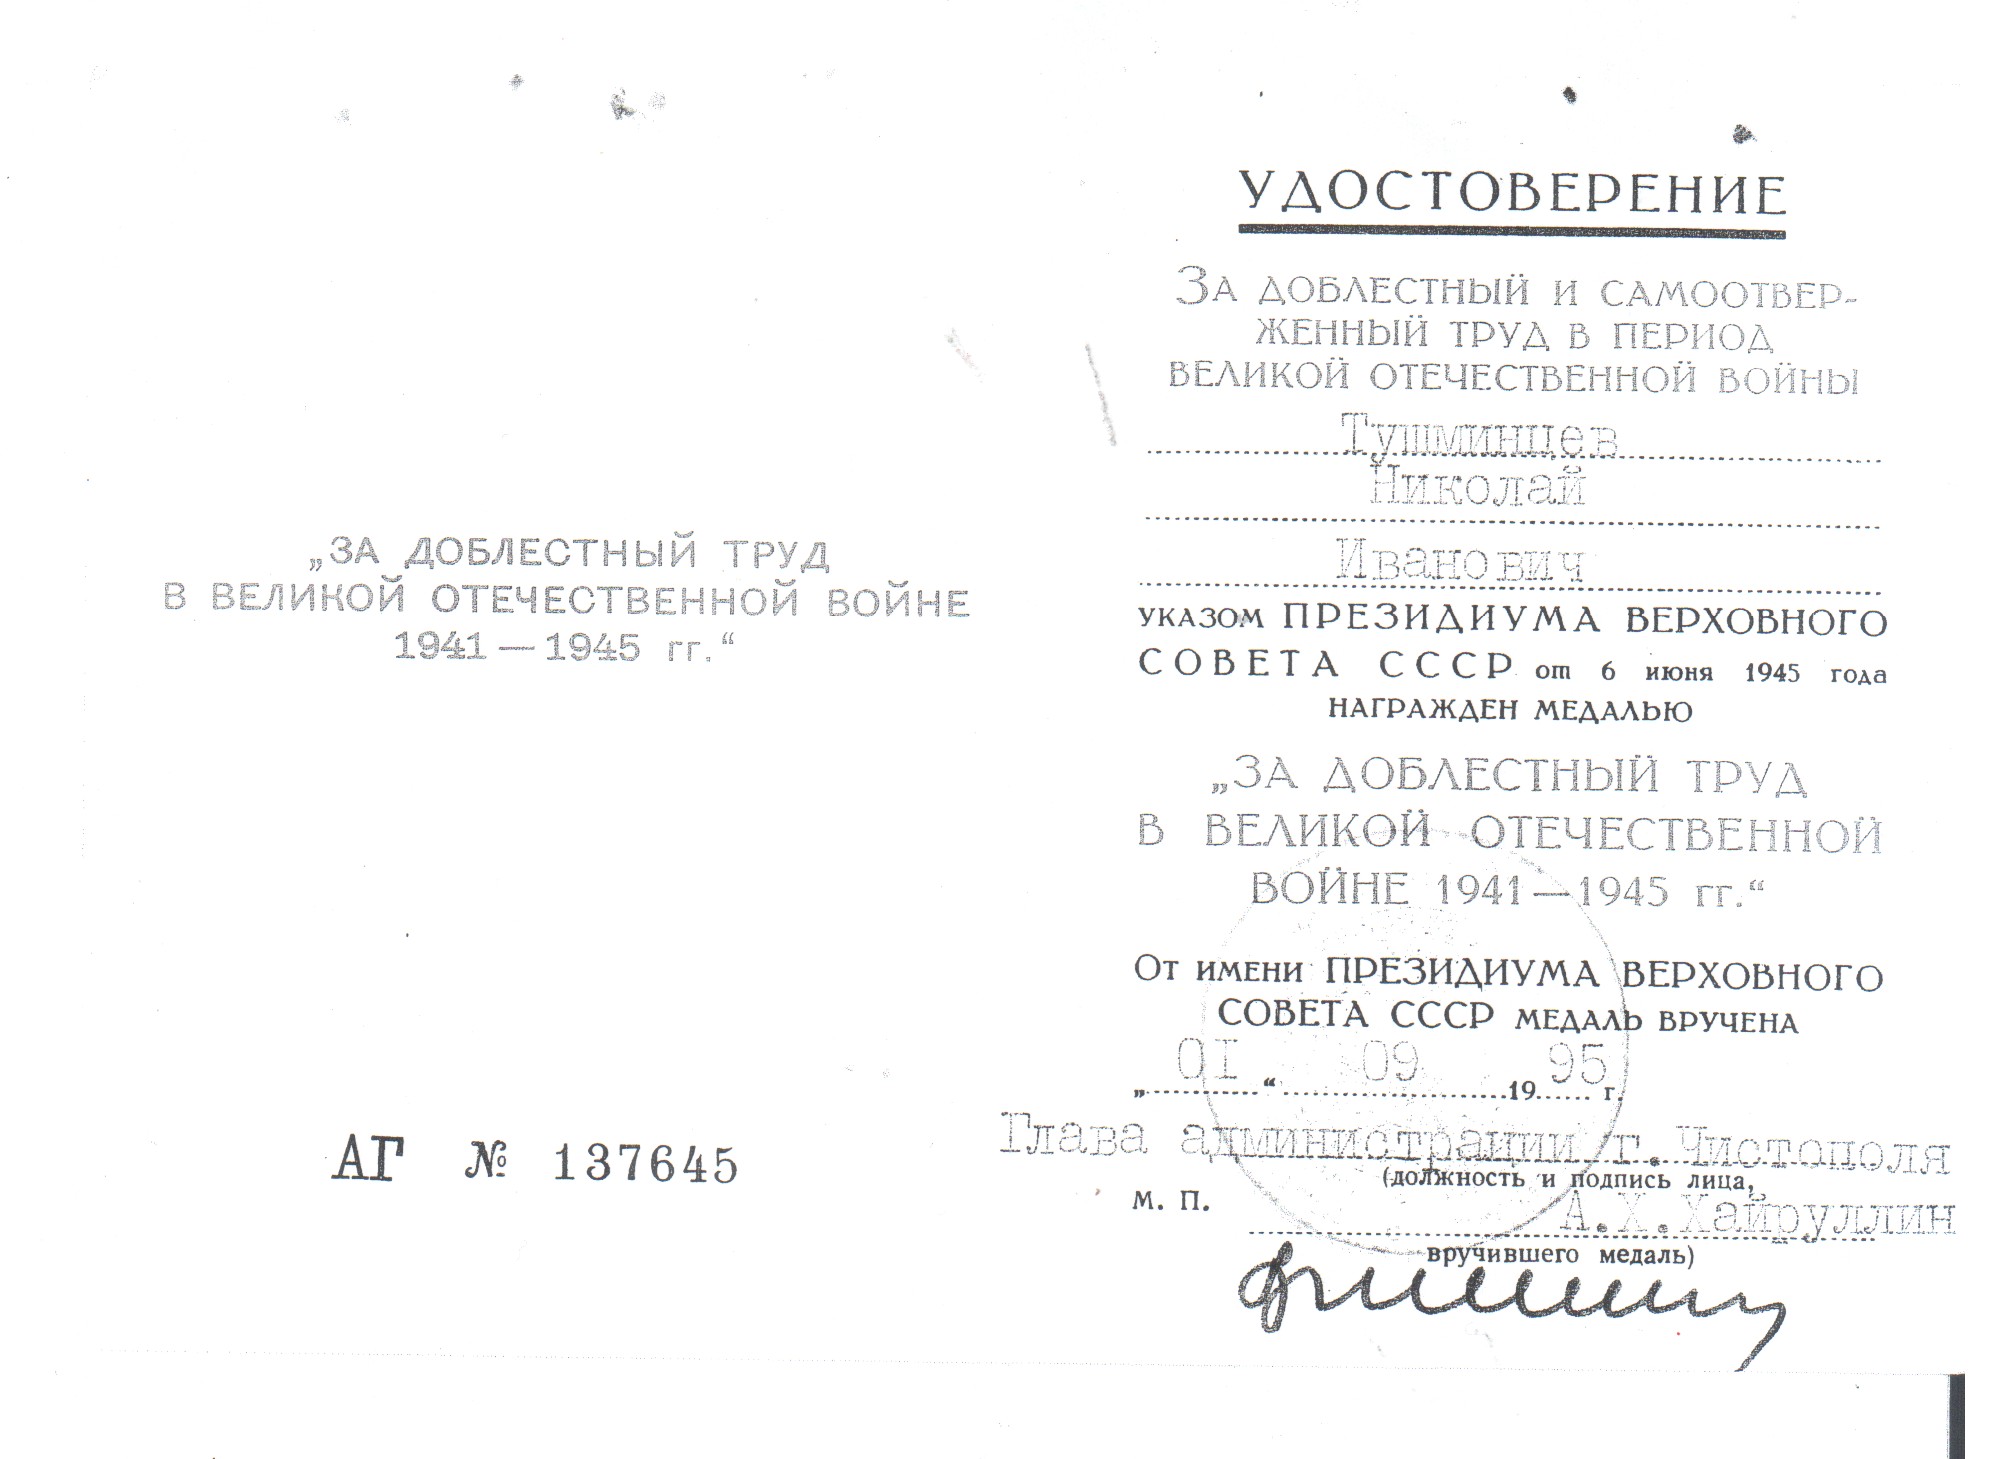 „ЗА ДОБЛЕСТНЫЙ ТРУД
В ВЕЛИКОЙ ОТЕЧЕСТВЕННОЙ ВОЙНЕ
1941 — 1945 гг.“
АГ № 137645
УДОСТОВЕРЕНИЕ
ЗА ДОБЛЕСТНЫЙ И САМООТВЕР-
ЖЕННЫЙ ТРУД В ПЕРИОД
ВЕЛИКОЙ ОТЕЧЕСТВЕННОЙ ВОЙНЫ
Тушминцев
Николай
Иванович
УКАЗОМ ПРЕЗИДИУМА ВЕРХОВНОГО
СОВЕТА СССР от 6 июня 1945 года
НАГРАЖДЕН МЕДАЛЬЮ
„ЗА ДОБЛЕСТНЫЙ ТРУД
В ВЕЛИКОЙ ОТЕЧЕСТВЕННОЙ
ВОЙНЕ 1941 — 1945 гг.“
ОТ ИМЕНИ ПРЕЗИДИУМА ВЕРХОВНОГО
СОВЕТА СССР МЕДАЛЬ ВРУЧЕНА
„ 01 “ 09 19 95 г.
Глава администрации г. Чистополя
(должность и подпись лица,
М. П.
А.Х.Хайруллин
вручившего медаль)